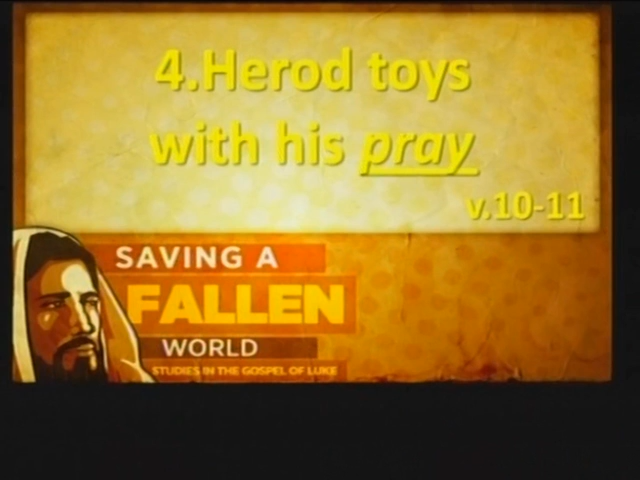 4.Herod toys
with his pray
v.10-11
SAVING A
FALLEN
WORLD
STUDIES IN THE GOSPEL OF LUKE